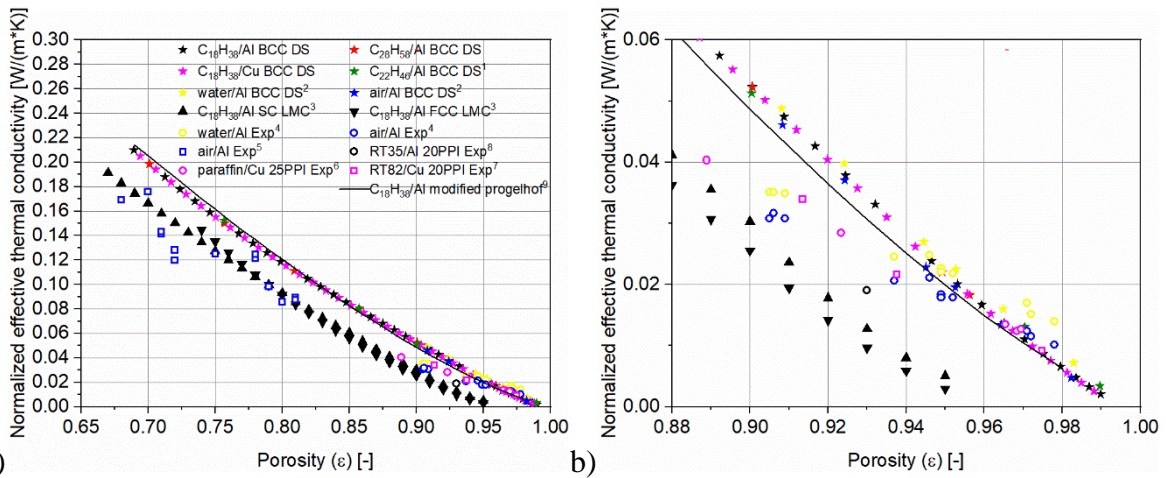 Normalized effective thermal conductivity [W/(m*K)]
0.30
0.28
0.26
0.24
0.22
0.20
0.18
0.16
0.14
0.12
0.10
0.08
0.06
0.04
0.02
0.00
C18H38/Al BCC DS
C28H58/Al BCC DS
C18H38/Cu BCC DS
C22H46/Al BCC DS1
water/Al BCC DS2
air/Al BCC DS2
C18H38/Al SC LMC3
C18H38/Al FCC LMC3
water/Al Exp4
air/Al Exp4
air/Al Exp5
RT35/Al 20PPI Exp8
paraffin/Cu 25PPI Exp6
RT82/Cu 20PPI Exp7
C18H38/Al modified progelhof9
0.65 0.70 0.75 0.80 0.85 0.90 0.95 1.00
Porosity (ε) [-]
)
b)
Normalized effective thermal conductivity [W/(m*K)]
0.06
0.04
0.02
0.00
0.88 0.90 0.92 0.94 0.96 0.98 1.00
Porosity (ε) [-]